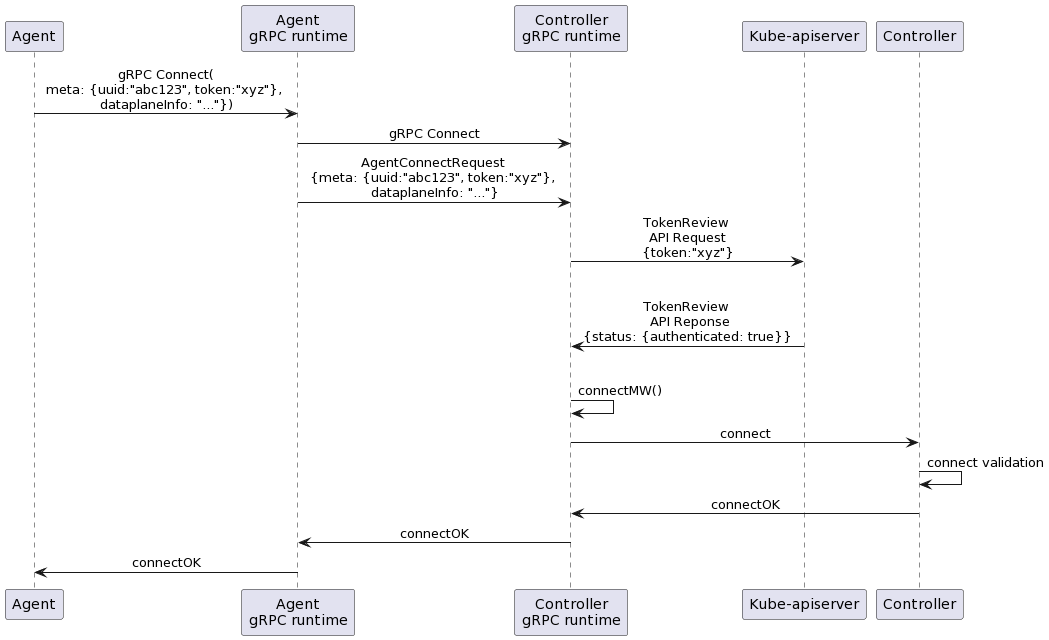 Agent
Agent
gRPC runtime
Controller
gRPC runtime
Kube-apiserver
Controller
gRPC Connect(
meta: {uuid:"abc123", token:"xyz"},
dataplaneInfo: "..."})
gRPC Connect
AgentConnectRequest
{meta: {uuid:"abc123", token:"xyz"},
dataplaneInfo: "..."}
TokenReview
API Request
{token:"xyz"}
TokenReview
API Reponse
{status: {authenticated: true}}
connectMW()
connect
connect validation
connectOK
connectOK
connectOK
Agent
Agent
gRPC runtime
Controller
gRPC runtime
Kube-apiserver
Controller